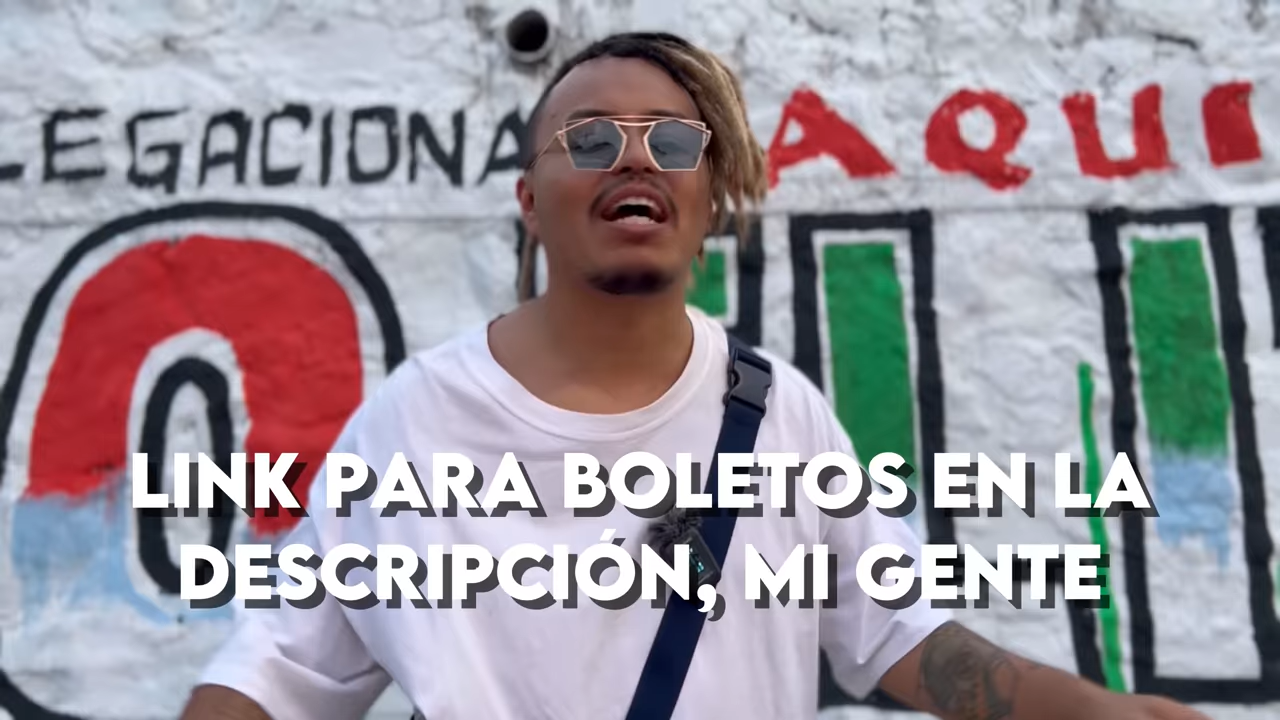 LEGACIONA
AQUI
LINK PARA BOLETOS EN LA
DESCRIPCIÓN, MI GENTE